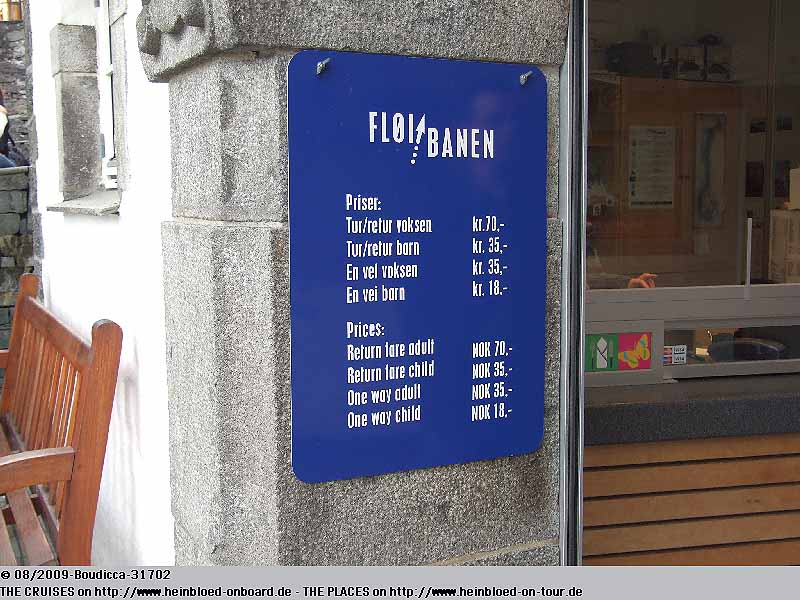 FLØI
BANEN
Priser:
Tur/retur voksen kr. 70,-
Tur/retur barn kr. 35,-
En vei voksen kr. 35,-
En vei barn kr. 18,-
Prices:
Return fare adult NOK 70,-
Return fare child NOK 35,-
One way adult NOK 35,-
One way child NOK 18,-
© 08/2009-Boudicca-31702
THE CRUISES on http://www.heinbloed-onboard.de - THE PLACES on http://www.heinbloed-on-tour.de